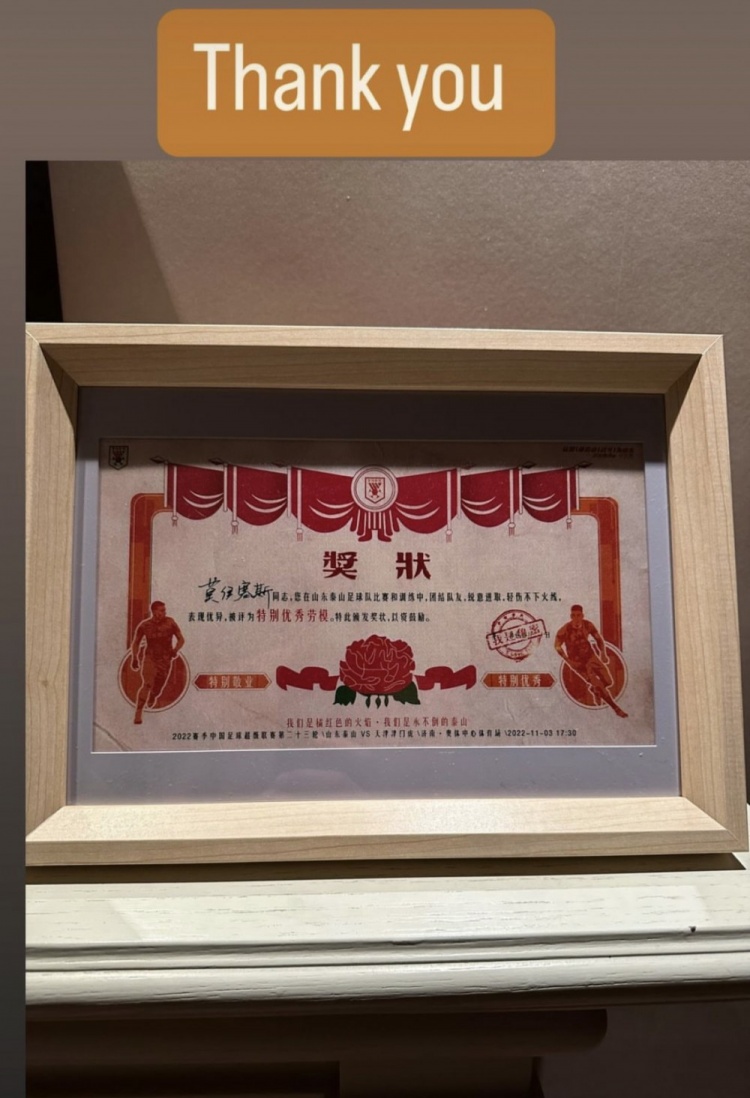 Thank you
奖 状
莫伊塞斯同志，您在山东泰山足球队比赛和训练中，团结队友，锐意进取，轻伤不下火线，
表现优异，被评为特别优秀劳模。特此颁发奖状，以资鼓励。
特别敬业
特别优秀
我们是橘红色的火焰·我们是永不倒的泰山
2022赛季中国足球超级联赛第二十三轮\山东泰山 VS 天津津门虎\济南·奥体中心体育场\2022-11-03 17:30